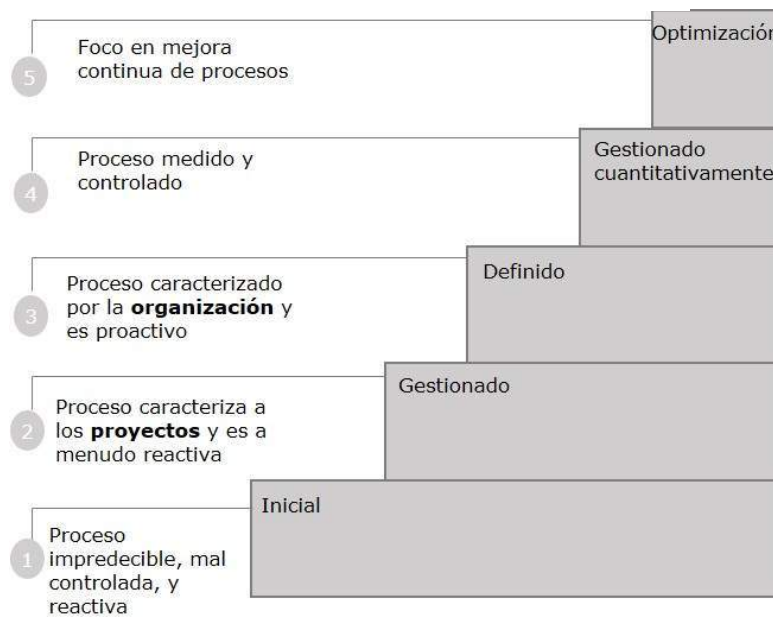 Foco en mejora
continua de procesos
5
Optimización
Proceso medido y
controlado
4
Gestionado
cuantitativamente
Proceso caracterizado
por la organización y
es proactivo
3
Definido
Proceso caracteriza a
los proyectos y es a
menudo reactiva
2
Gestionado
Proceso
impredecible, mal
controlada, y
reactiva
1
Inicial